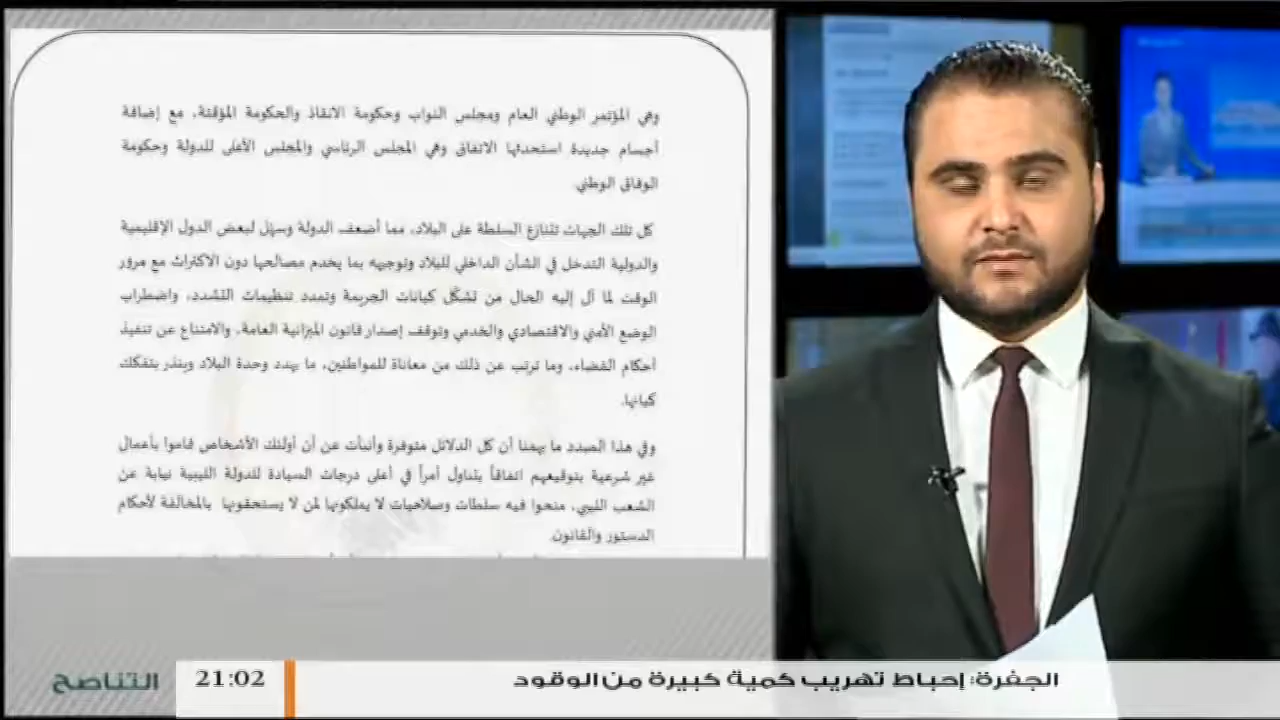 وهي المؤتمر الوطني العام ومجلس النواب وحكومة الانقاذ والحكومة المؤقتة، مع إضافة
أجسام جديدة استحدثها الاتفاق وهي المجلس الرئاسي والمجلس الأعلى للدولة وحكومة
الوفاق الوطني.
كل تلك الجهات تتنازع السلطة على البلاد، مما أضعف الدولة وسهّل لبعض الدول الإقليمية
والدولية التدخل في الشأن الداخلي للبلاد وتوجيهه بما يخدم مصالحها دون الاكتراث مع مرور
الوقت لما آل إليه الحال من تشكّل كيانات الجريمة وتمدد تنظيمات التشدد، واضطراب
الوضع الأمني والاقتصادي والخدمي وتوقف إصدار قانون الميزانية العامة، والامتناع عن تنفيذ
أحكام القضاء، وما ترتب عن ذلك من معاناة للمواطنين، ما يهدد وحدة البلاد وينذر بتفكك
كيانها.
وفي هذا الصدد ما يهمنا أن كل الدلائل متوفرة وأنبأت عن أن أولئك الأشخاص قاموا بأعمال
غير شرعية بتوقيعهم اتفاقاً يتناول أمراً في أعلى درجات السيادة للدولة الليبية نيابة عن
الشعب الليبي، منحوا فيه سلطات وصلاحيات لا يملكونها لمن لا يستحقونها بالمخالفة لأحكام
الدستور والقانون.
الجفرة: إحباط تهريب كمية كبيرة من الوقود
21:02
التناصح